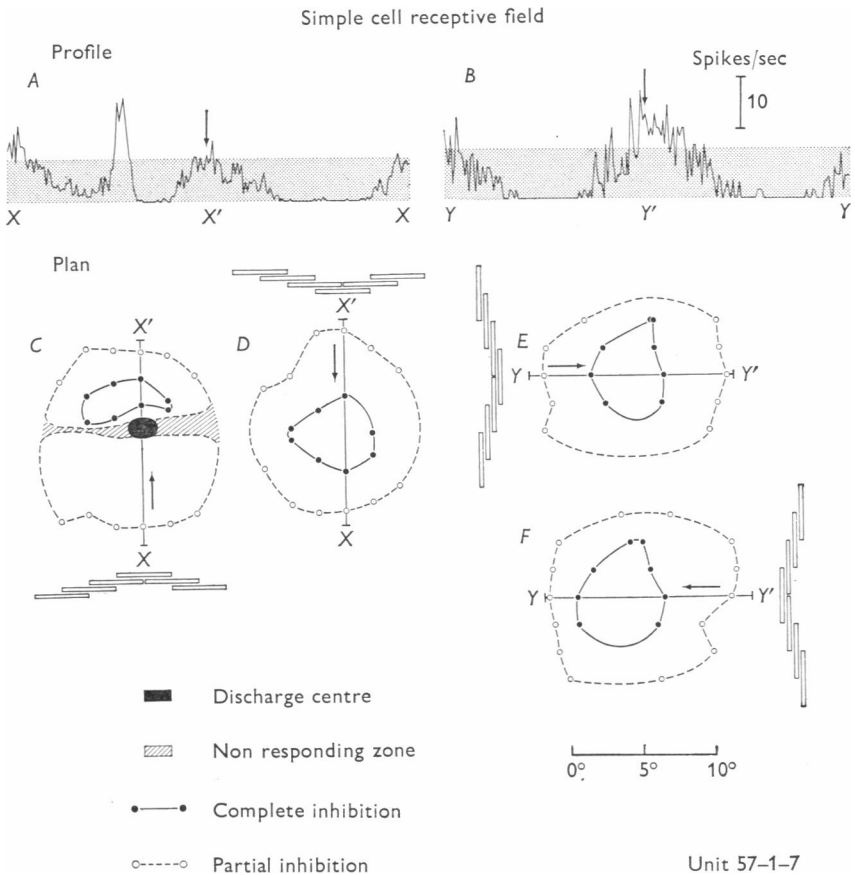 Simple cell receptive field
Profile
A
B
Spikes/sec
10
X X' X
Y Y' Y
Plan
C
X'
X
D
X'
X
E
Y Y'
F
Y Y'
0° 5° 10°
Discharge centre
Non responding zone
Complete inhibition
Partial inhibition
Unit 57–1–7